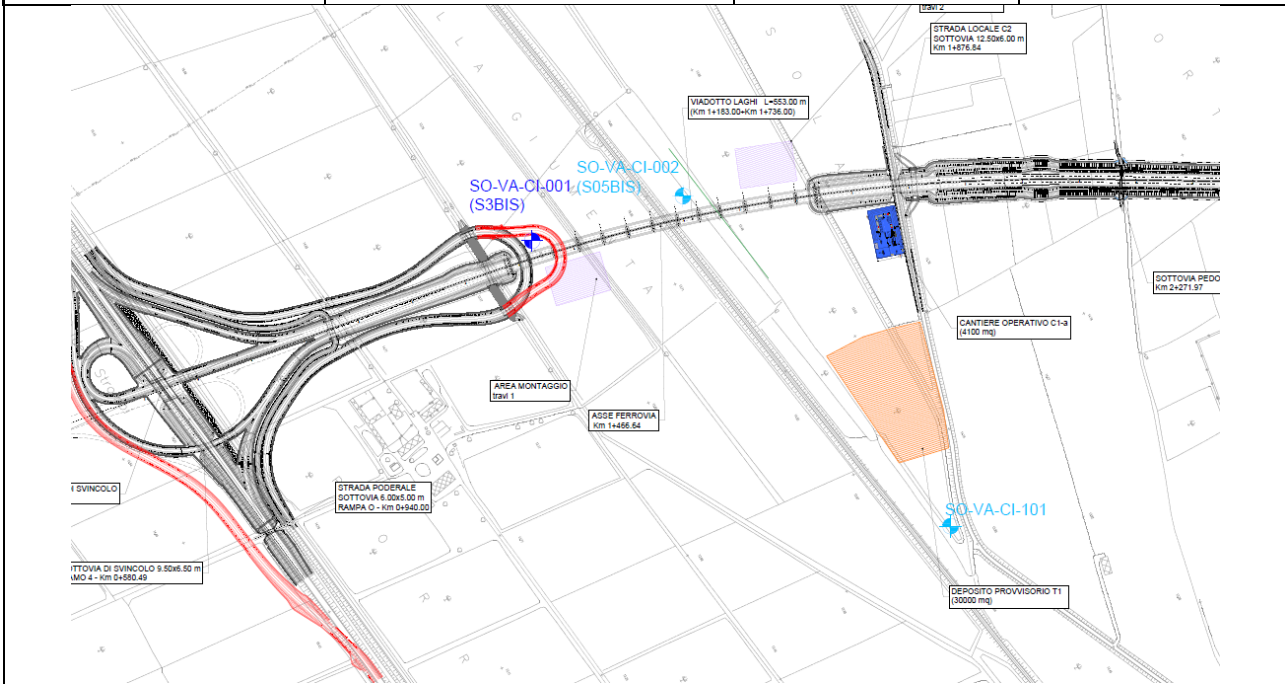 travi 2
STRADA LOCALE C2
SOTTOVIA 12.50x6.00 m
Km 1+876.84
VIADOTTO LAGHI L=553.00 m
(Km 1+183.00÷Km 1+736.00)
SO-VA-CI-002
(S05BIS)
SO-VA-CI-001
(S3BIS)
L
L
A
G
I
U
E
T
A
S
O
L
A
O
R
SOTTOVIA PEDO
Km 2+271.97
CANTIERE OPERATIVO C1-a
(4100 mq)
AREA MONTAGGIO
travi 1
ASSE FERROVIA
Km 1+466.64
Stra
STRADA PODERALE
SOTTOVIA 6.00x5.00 m
RAMPA O - Km 0+940.00
I SVINCOLO
SO-VA-CI-101
O
R
R
TTOVIA DI SVINCOLO 9.50x6.50 m
AMO 4 - Km 0+580.49
DEPOSITO PROVVISORIO T1
(30000 mq)